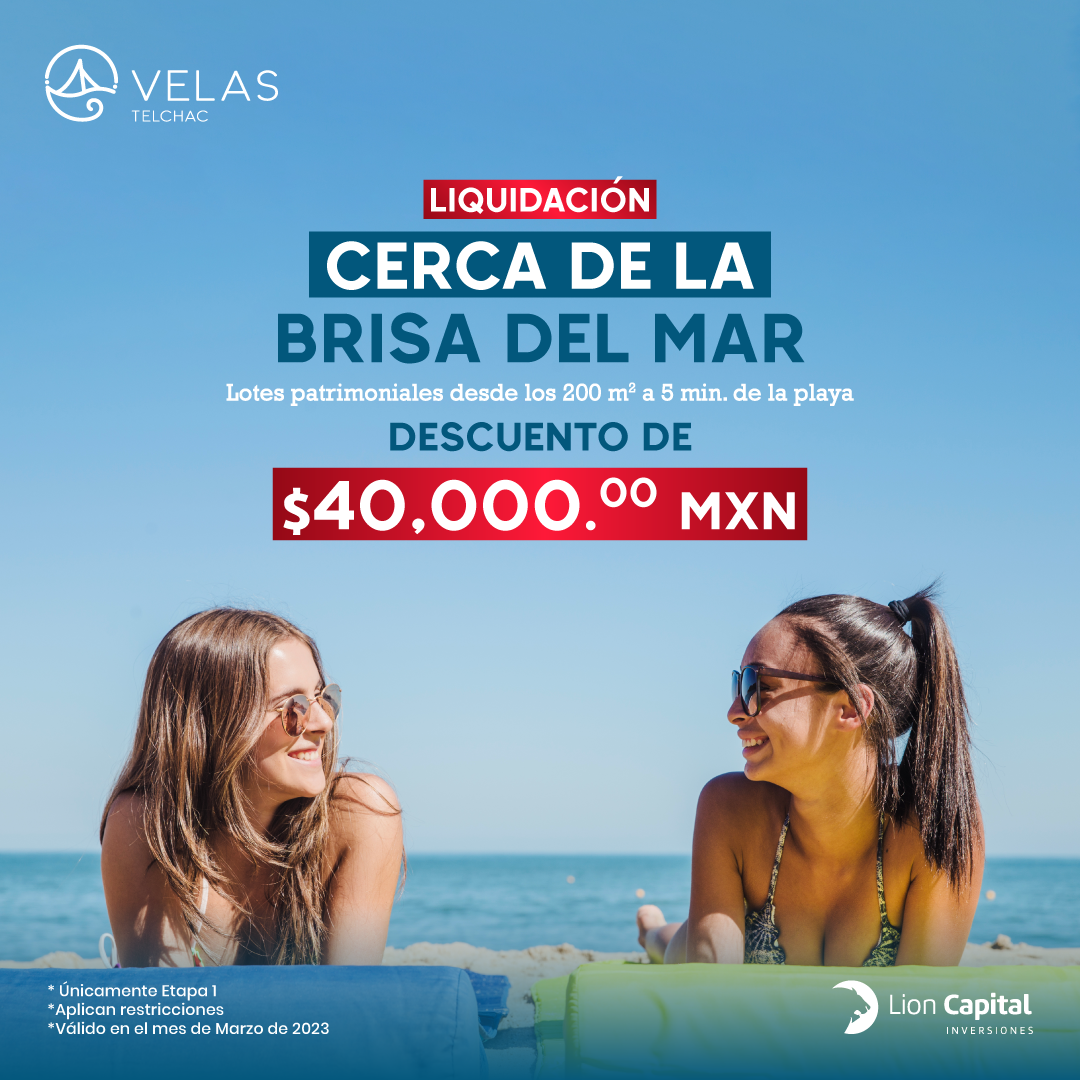 VELAS
TELCHAC
LIQUIDACIÓN
CERCA DE LA
BRISA DEL MAR
Lotes patrimoniales desde los 200 m² a 5 min. de la playa
DESCUENTO DE
$40,000.⁰⁰ MXN
* Únicamente Etapa 1
*Aplican restricciones
*Válido en el mes de Marzo de 2023
Lion Capital
INVERSIONES